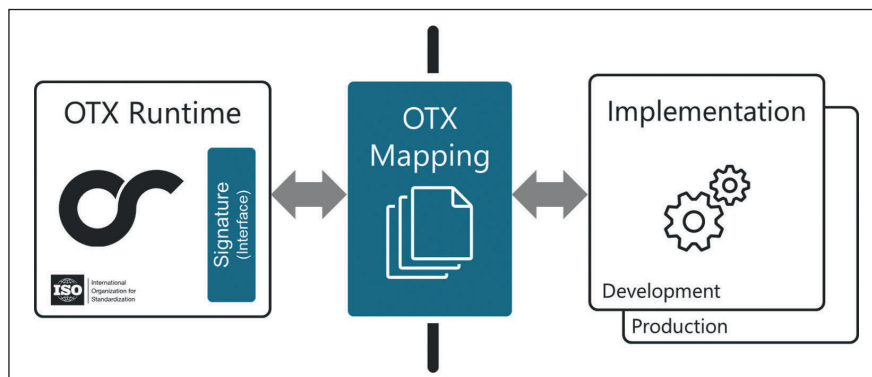 OTX Runtime
Signature
(Interface)
ISO
International
Organization for
Standardization
OTX
Mapping
Implementation
Development
Production